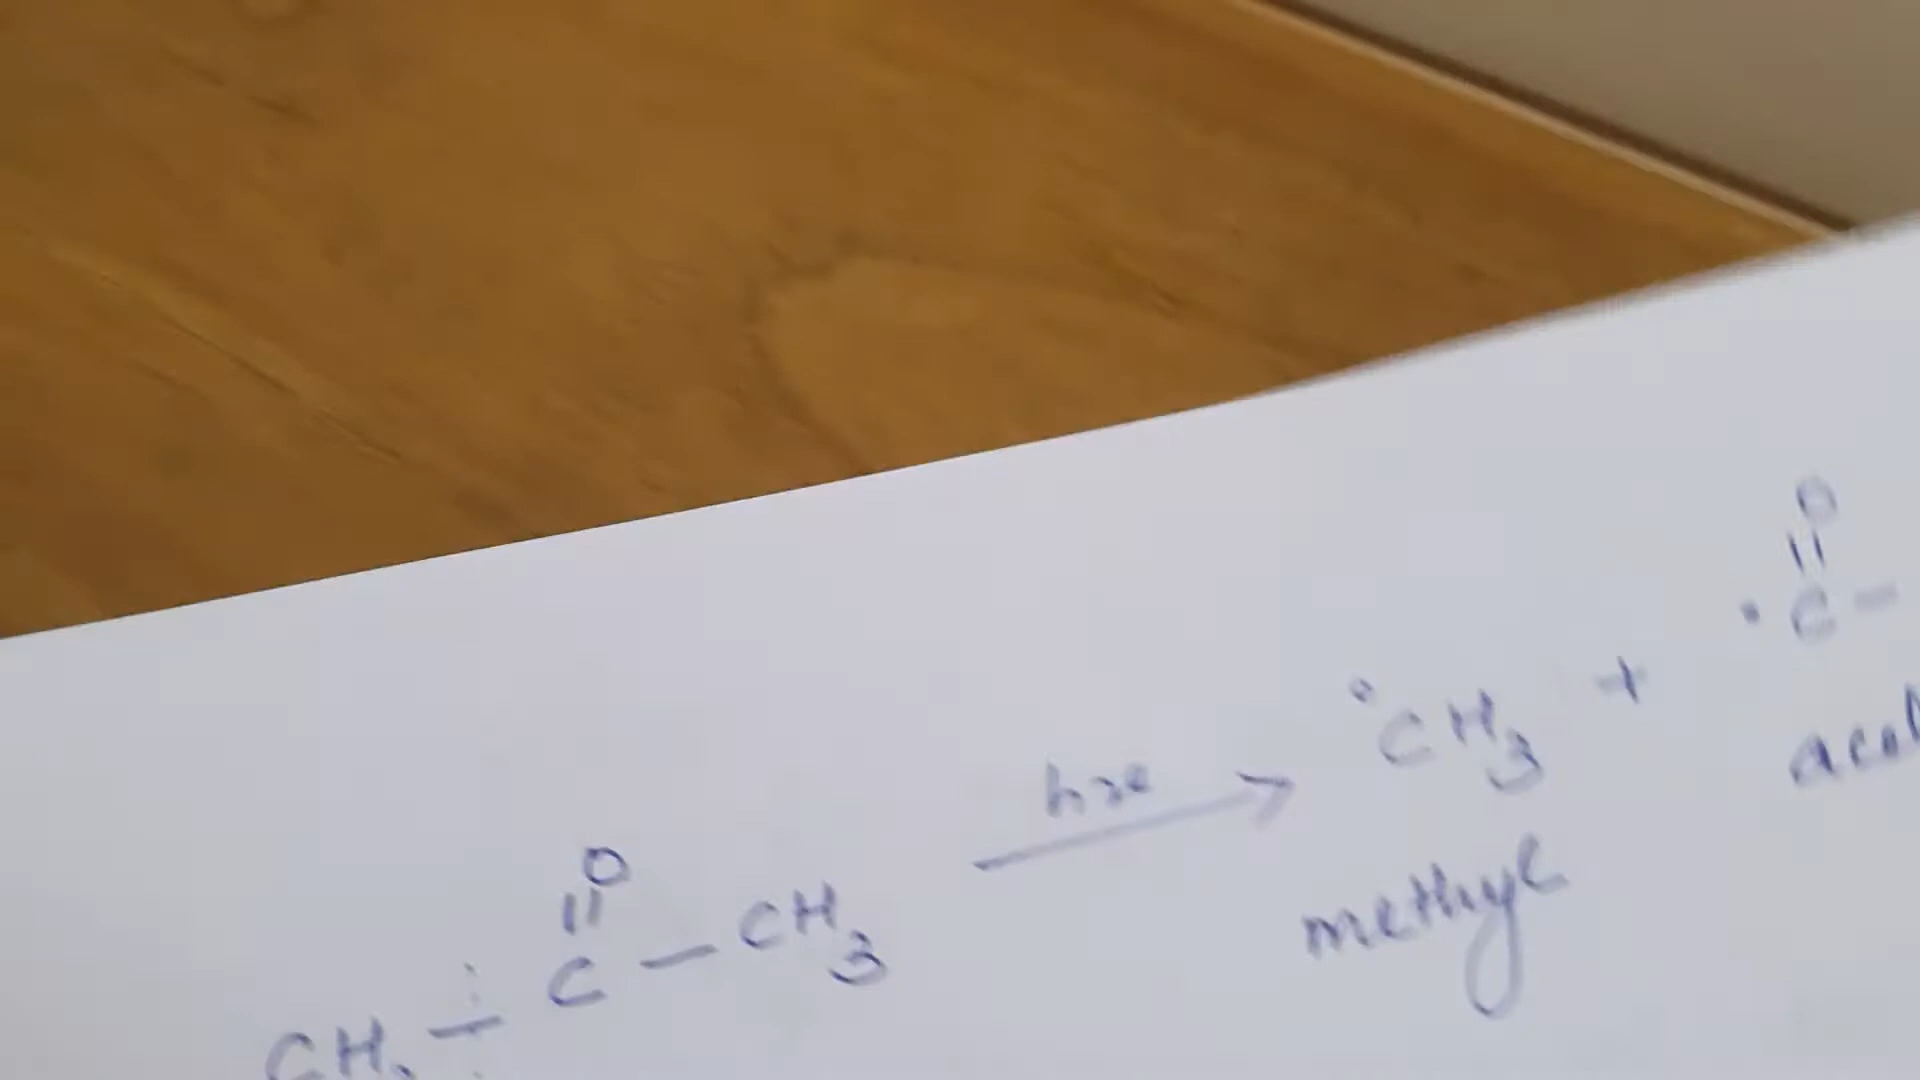 O O
|| ||
CH3 — C — CH3 hν → •CH3 + •C —
methyl